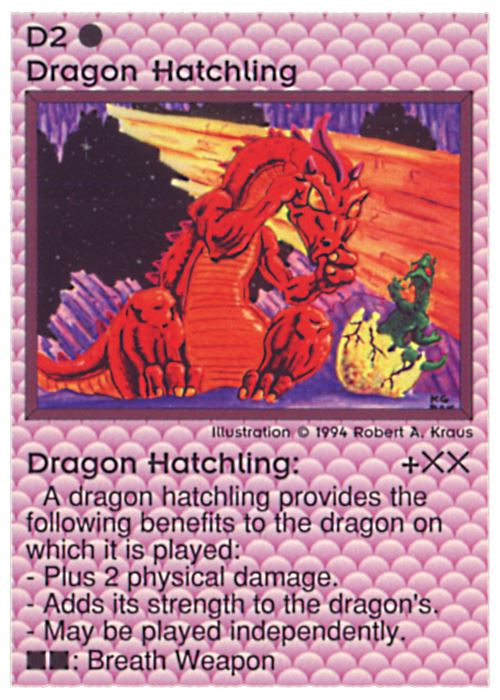 D2 ●
Dragon Hatchling
Illustration © 1994 Robert A. Kraus
Dragon Hatchling: +XX
A dragon hatchling provides the
following benefits to the dragon on
which it is played:
- Plus 2 physical damage.
- Adds its strength to the dragon's.
- May be played independently.
■■: Breath Weapon